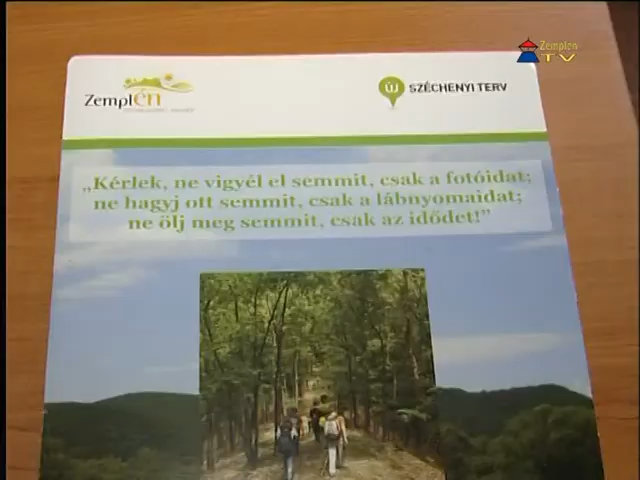 Zemplén
TV
Zemplén
ÚJ SZÉCHENYI TERV
„Kérlek, ne vigyél el semmit, csak a fotóidat;
ne hagyj ott semmit, csak a lábnyomaidat;
ne ölj meg semmit, csak az idődet!”